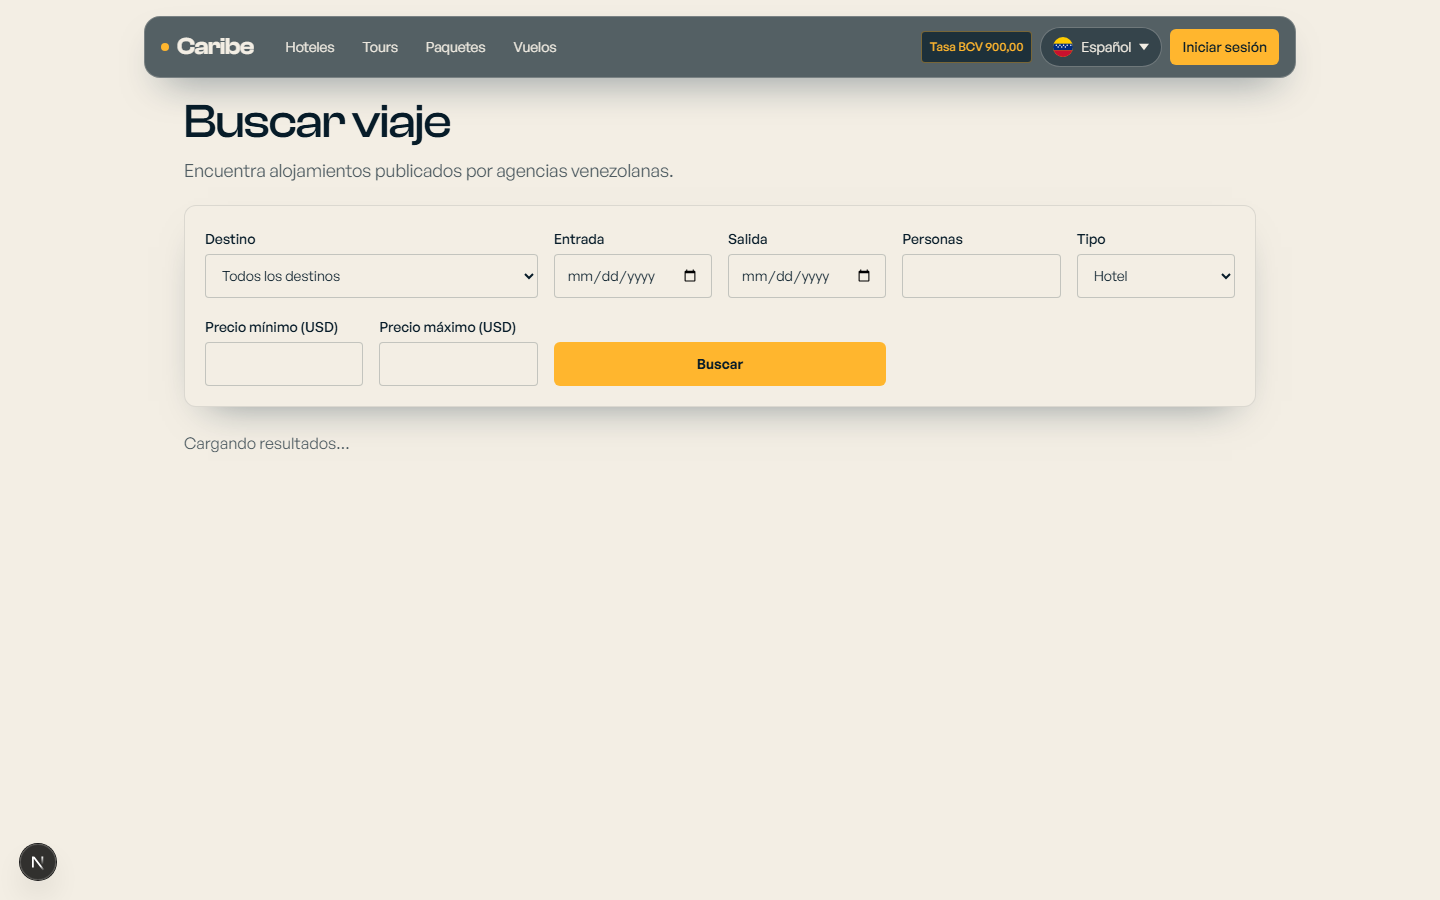 Caribe Hoteles Tours Paquetes Vuelos Tasa BCV 900,00 Español Iniciar sesión
Buscar viaje
Encuentra alojamientos publicados por agencias venezolanas.
Destino Entrada Salida Personas Tipo
Todos los destinos mm/dd/yyyy mm/dd/yyyy Hotel
Precio mínimo (USD) Precio máximo (USD)
Buscar
Cargando resultados...
N